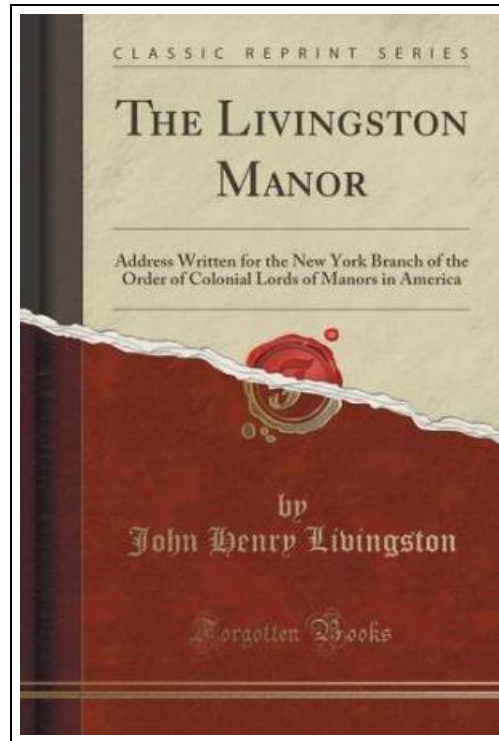 CLASSIC REPRINT SERIES
THE LIVINGSTON
MANOR
Address Written for the New York Branch of the
Order of Colonial Lords of Manors in America
by
John Henry Livingston
Forgotten Books